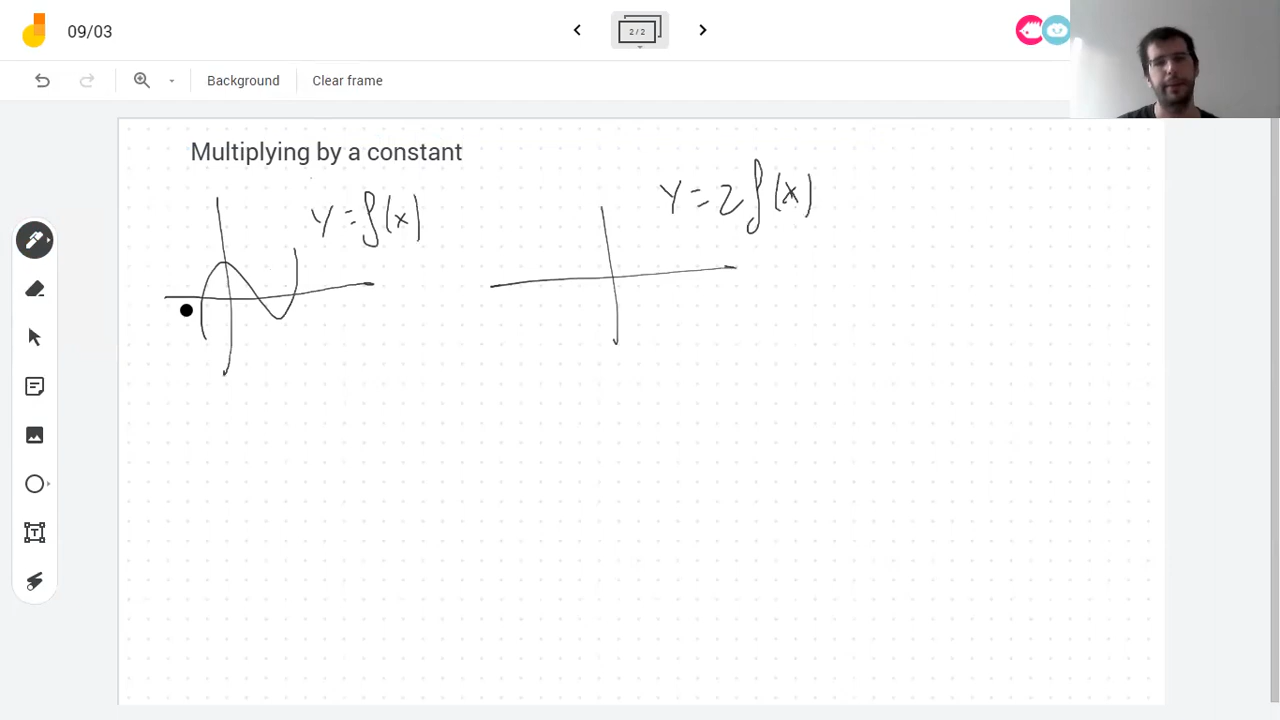 09/03
2/2
Background
Clear frame
Multiplying by a constant
y = f(x)
y = 2f(x)
T